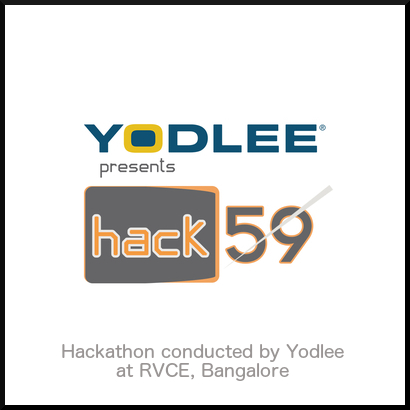 YODLEE®
presents
hack 59
Hackathon conducted by Yodlee
at RVCE, Bangalore